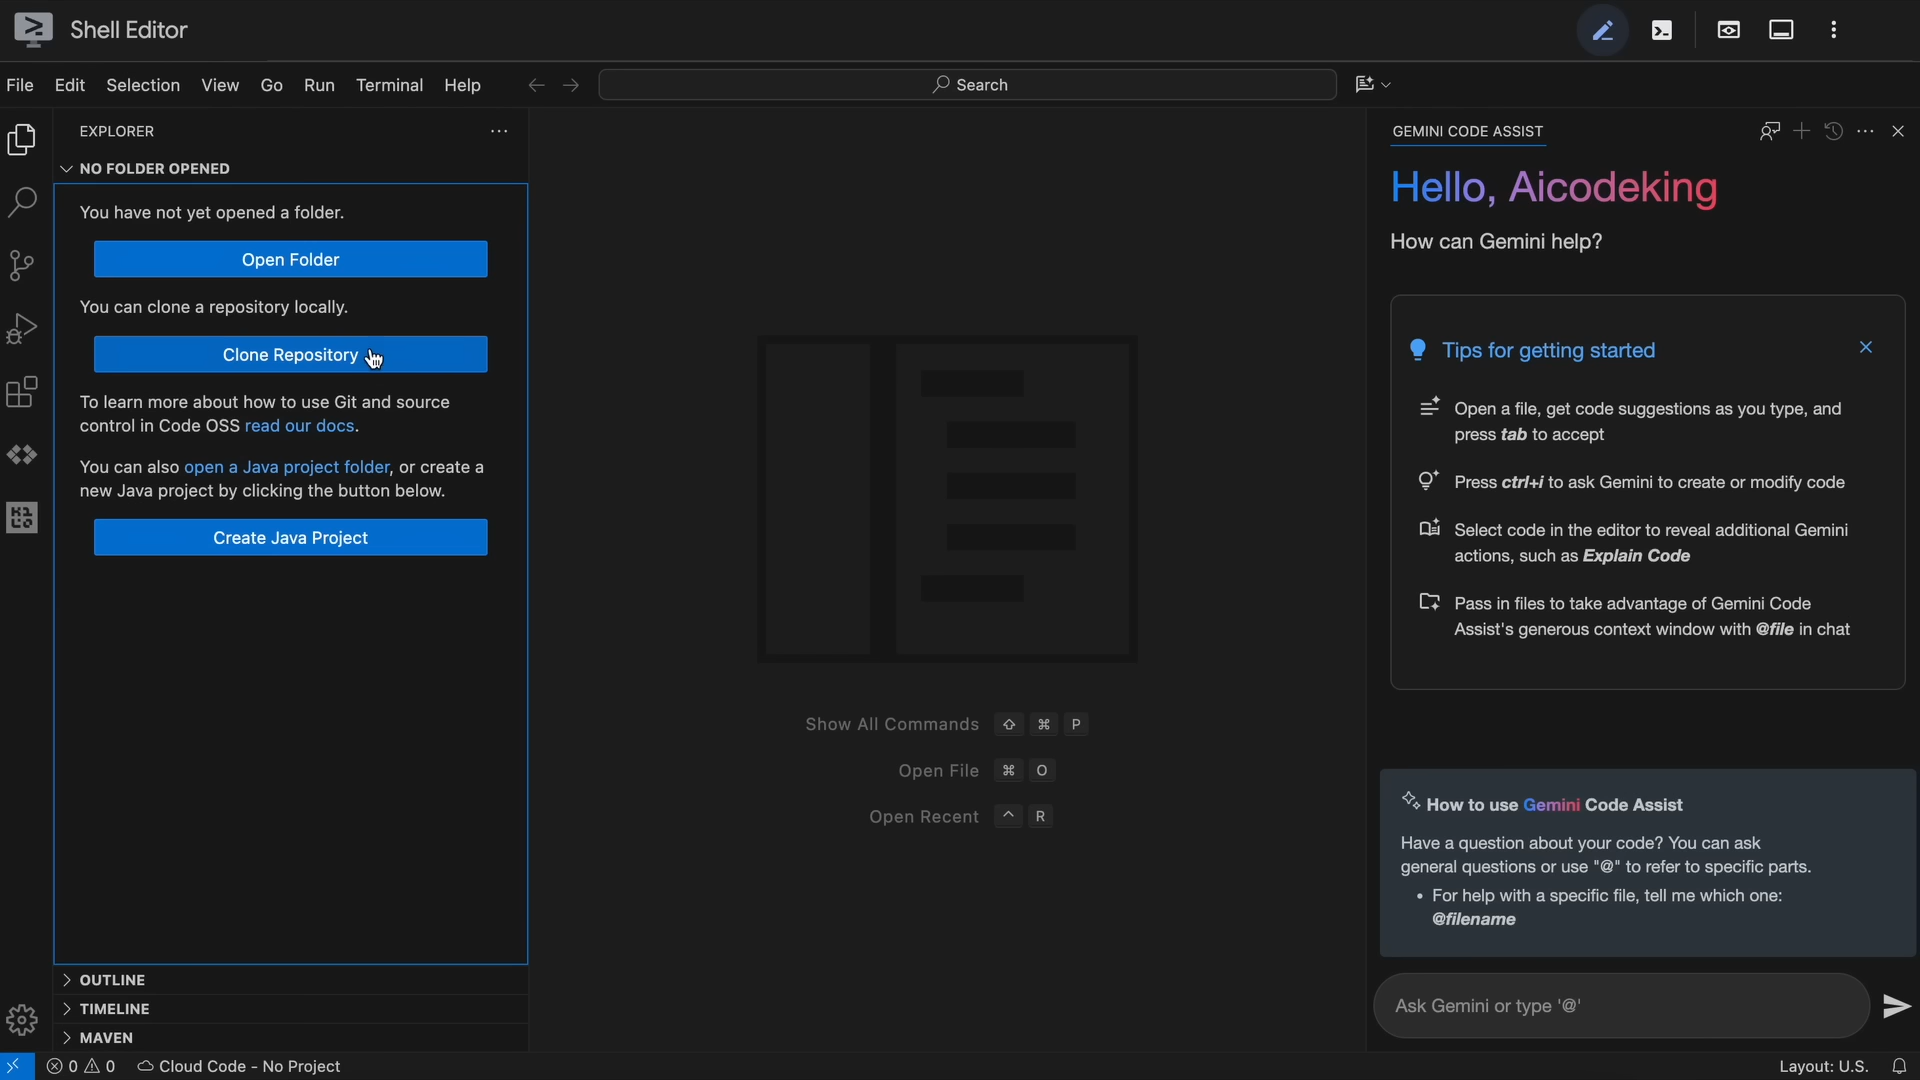 Shell Editor
File Edit Selection View Go Run Terminal Help
Search
EXPLORER
NO FOLDER OPENED
You have not yet opened a folder.
Open Folder
You can clone a repository locally.
Clone Repository
To learn more about how to use Git and source
control in Code OSS read our docs.
You can also open a Java project folder, or create a
new Java project by clicking the button below.
Create Java Project
OUTLINE
TIMELINE
MAVEN
Show All Commands ⇧ ⌘ P
Open File ⌘ O
Open Recent ^ R
GEMINI CODE ASSIST
Hello, Aicodeking
How can Gemini help?
Tips for getting started
Open a file, get code suggestions as you type, and
press tab to accept
Press ctrl+i to ask Gemini to create or modify code
Select code in the editor to reveal additional Gemini
actions, such as Explain Code
Pass in files to take advantage of Gemini Code
Assist's generous context window with @file in chat
How to use Gemini Code Assist
Have a question about your code? You can ask
general questions or use "@" to refer to specific parts.
• For help with a specific file, tell me which one:
@filename
Ask Gemini or type '@'
0 0 Cloud Code - No Project
Layout: U.S.